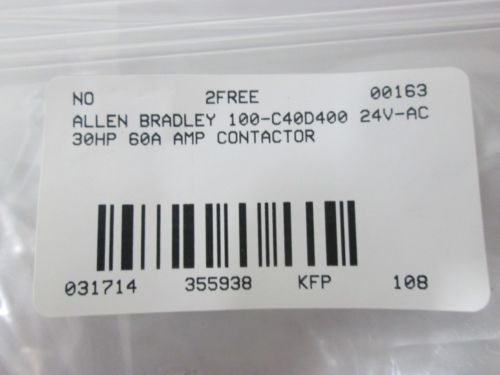 NO 2FREE 00163
ALLEN BRADLEY 100-C40D400 24V-AC
30HP 60A AMP CONTACTOR
031714 355938 KFP 108